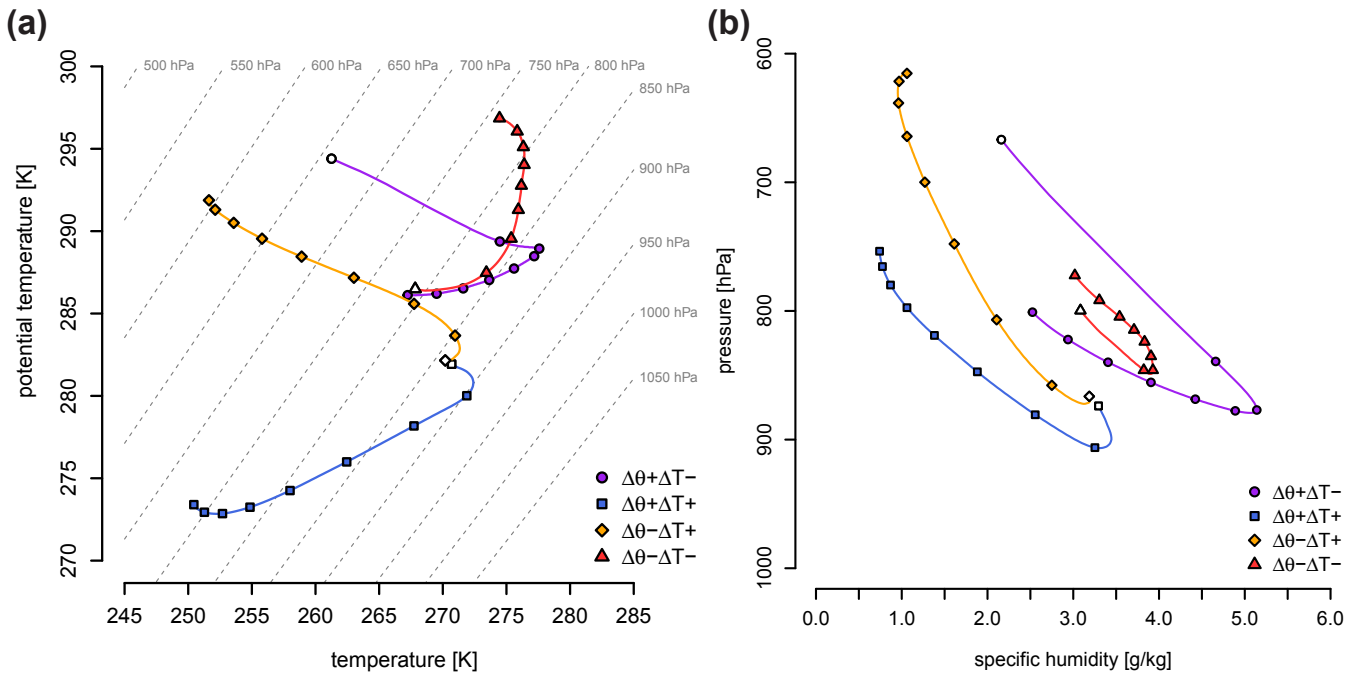 (a)
500 hPa
550 hPa
600 hPa
650 hPa
700 hPa
750 hPa
800 hPa
850 hPa
900 hPa
950 hPa
1000 hPa
1050 hPa
300
295
290
285
280
275
270
potential temperature [K]
245
250
255
260
265
270
275
280
285
temperature [K]
Δθ+ΔT−
Δθ+ΔT+
Δθ−ΔT+
Δθ−ΔT−
(b)
600
700
800
900
1000
pressure [hPa]
0.0
1.0
2.0
3.0
4.0
5.0
6.0
specific humidity [g/kg]
Δθ+ΔT−
Δθ+ΔT+
Δθ−ΔT+
Δθ−ΔT−